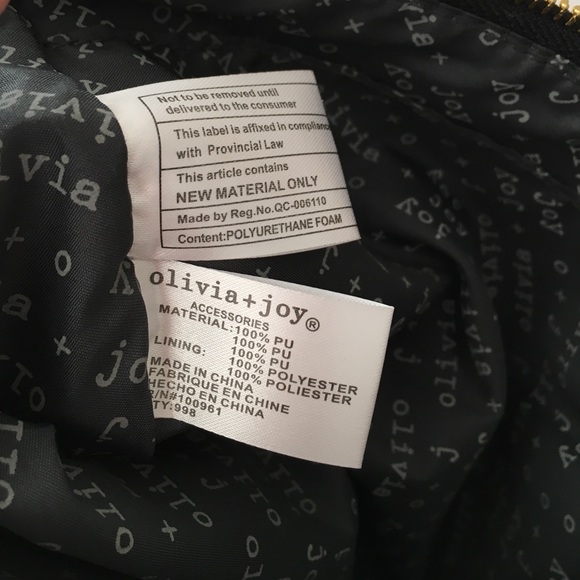 Not to be removed until
delivered to the consumer
This label is affixed in compliance
with Provincial Law
This article contains
NEW MATERIAL ONLY
Made by Reg.No.QC-006110
Content:POLYURETHANE FOAM
olivia+joy®
ACCESSORIES
MATERIAL:100% PU
100% PU
LINING: 100% PU
100% POLYESTER
100% POLIESTER
MADE IN CHINA
FABRIQUE EN CHINE
HECHO EN CHINA
R/N#100961
TY:998
olivia + joy